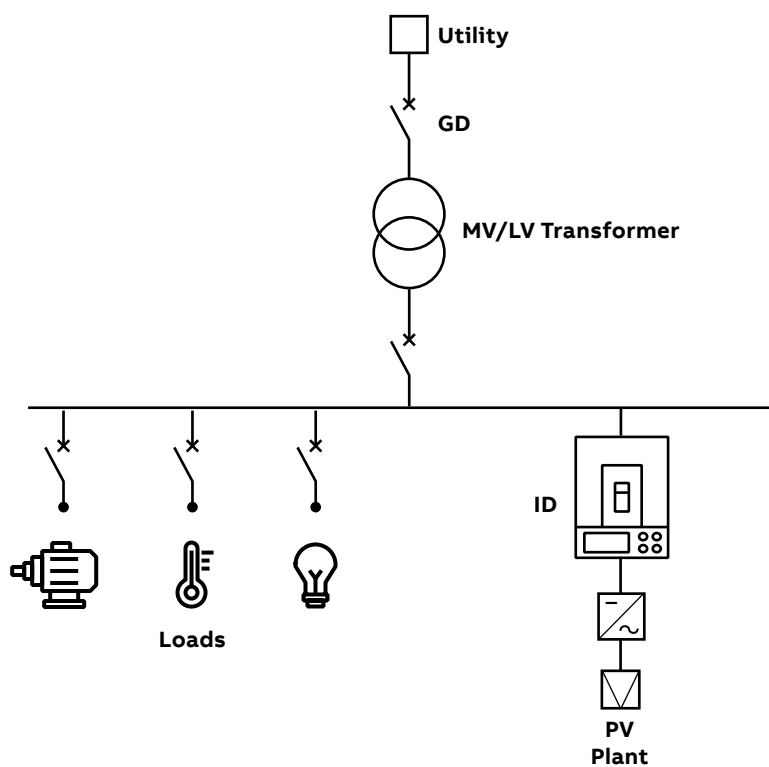 Utility
GD
MV/LV Transformer
ID
Loads
PV
Plant